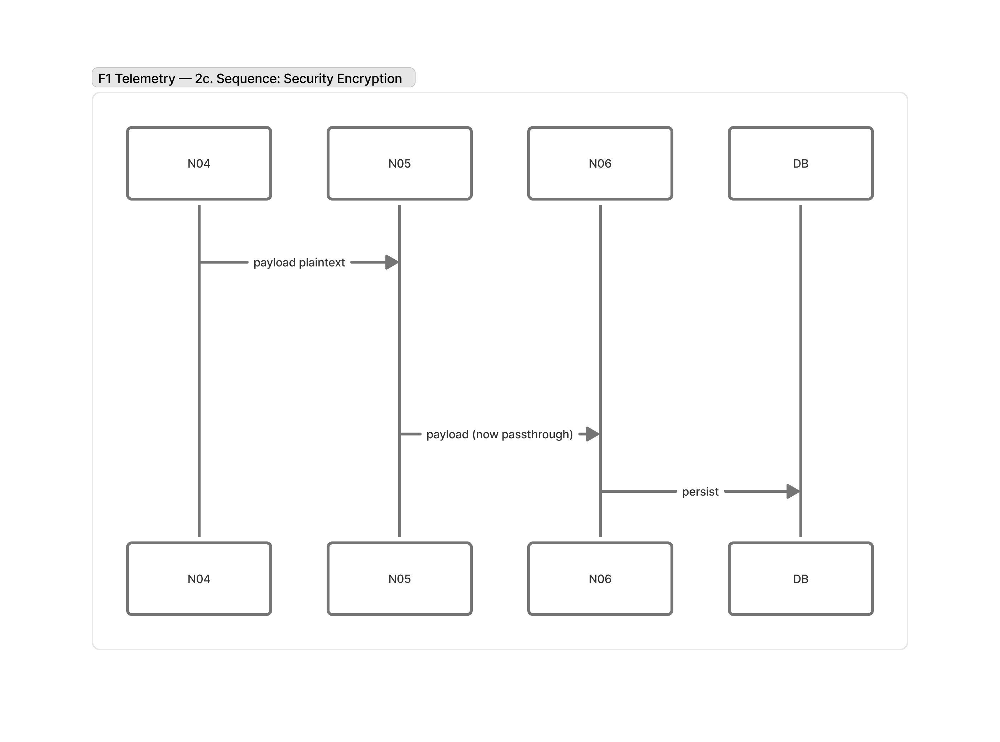 F1 Telemetry — 2c. Sequence: Security Encryption
N04
N05
N06
DB
payload plaintext
payload (now passthrough)
persist
N04
N05
N06
DB